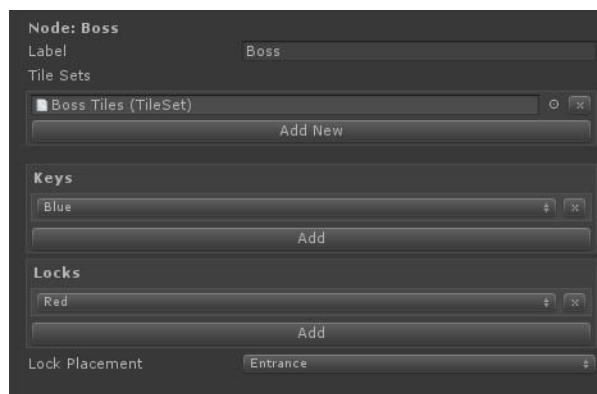 Node: Boss
Label Boss
Tile Sets
Boss Tiles (TileSet) x
Add New
Keys
Blue x
Add
Locks
Red x
Add
Lock Placement Entrance